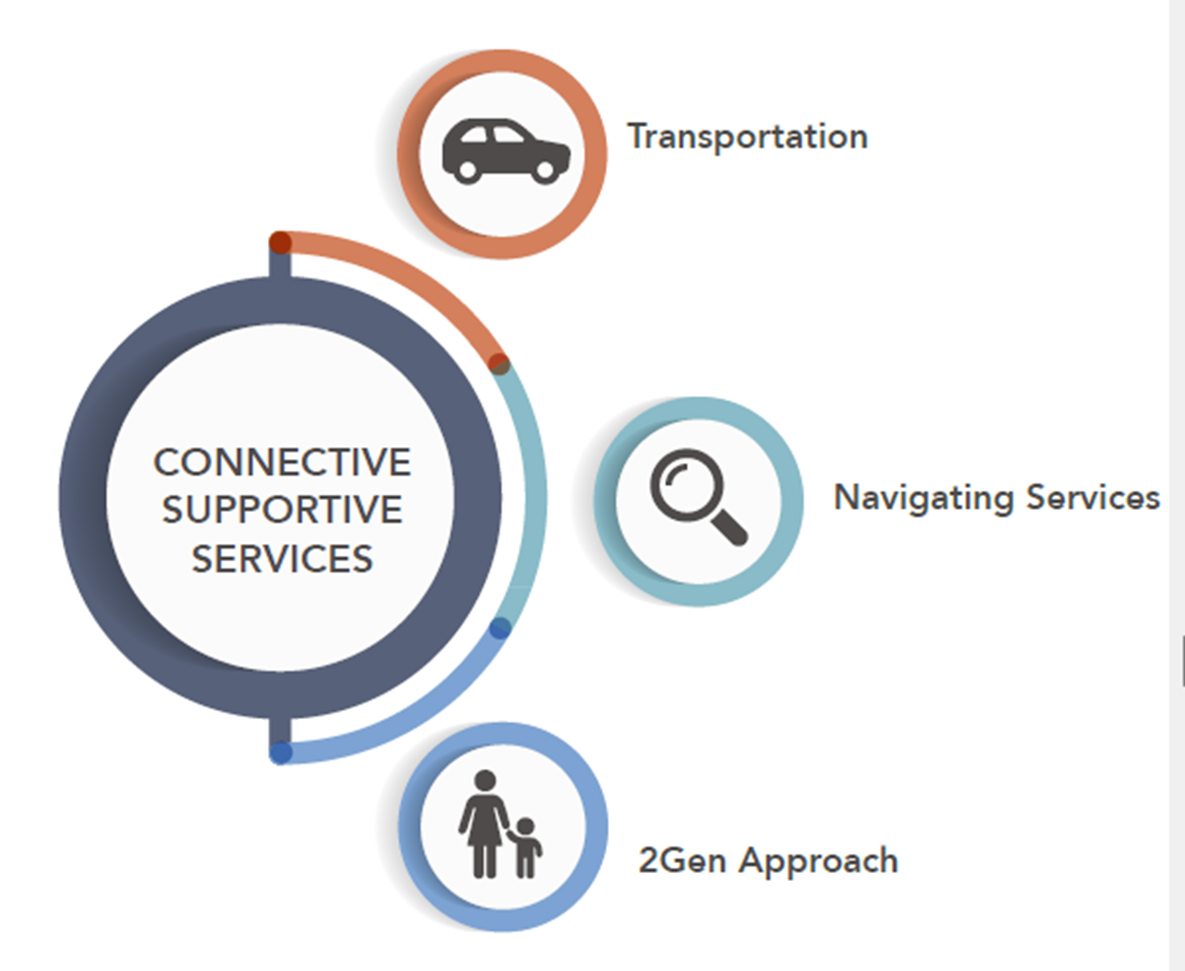 Transportation
CONNECTIVE
SUPPORTIVE
SERVICES
Navigating Services
2Gen Approach